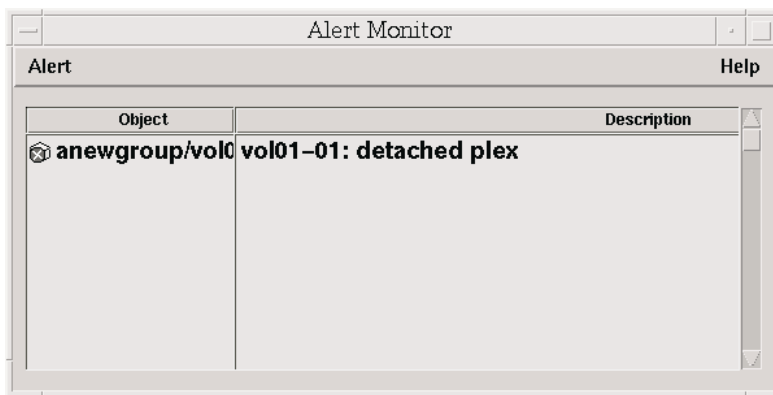 Alert Monitor
Alert Help
Object Description
anewgroup/vol0 vol01-01: detached plex